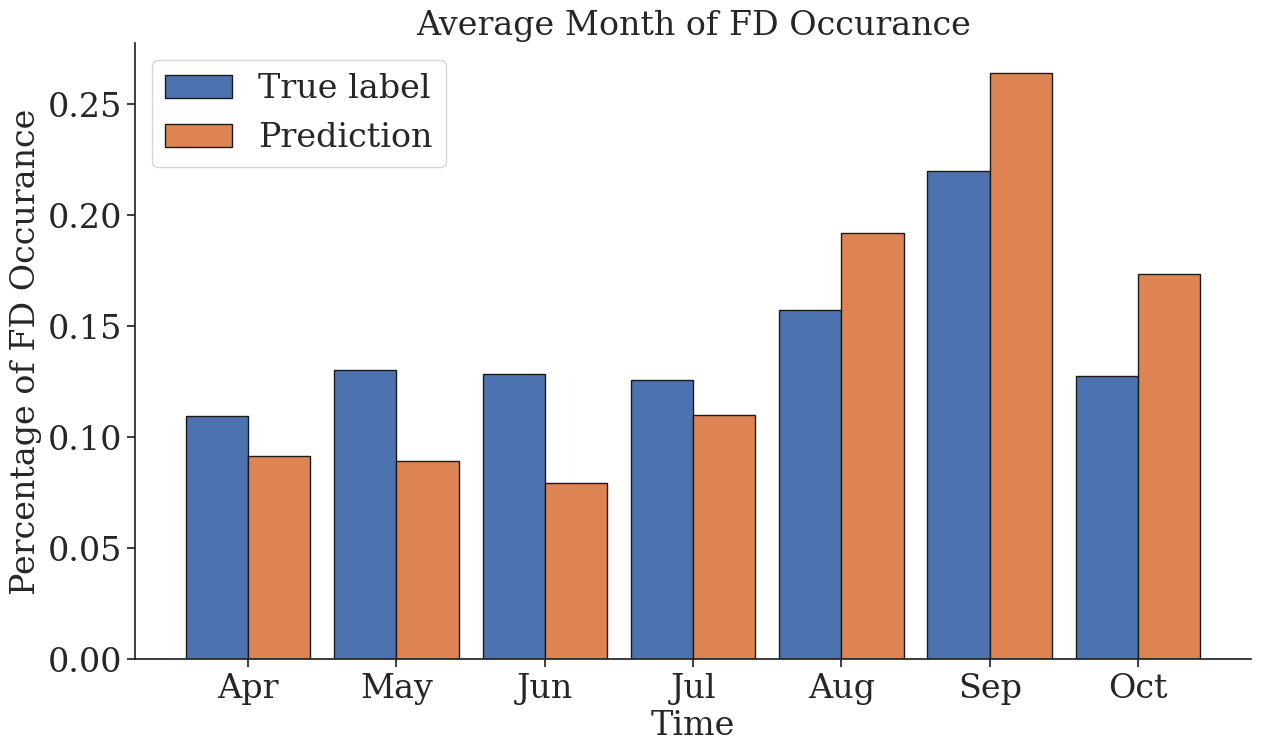 Average Month of FD Occurance
True label
Prediction
Percentage of FD Occurance
0.25
0.20
0.15
0.10
0.05
0.00
Apr May Jun Jul Aug Sep Oct
Time